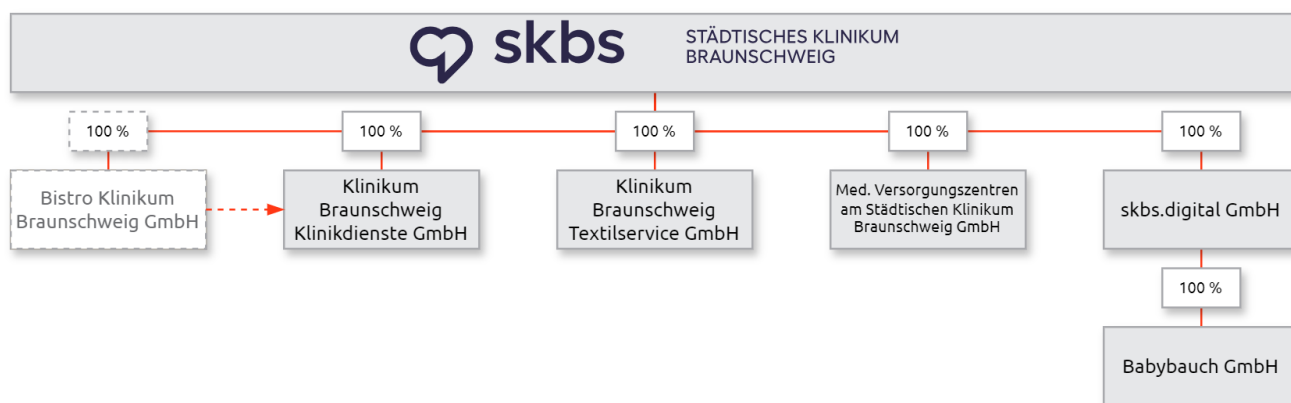 skbs
STÄDTISCHES KLINIKUM
BRAUNSCHWEIG
100 %
100 %
100 %
100 %
100 %
Bistro Klinikum
Braunschweig GmbH
Klinikum
Braunschweig
Klinikdienste GmbH
Klinikum
Braunschweig
Textilservice GmbH
Med. Versorgungszentren
am Städtischen Klinikum
Braunschweig GmbH
skbs.digital GmbH
100 %
Babybauch GmbH